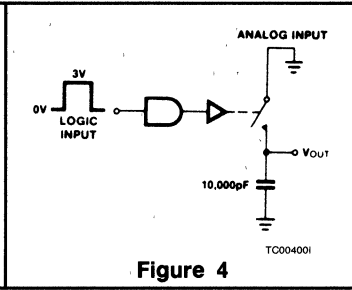 ANALOG INPUT
3V
0V
LOGIC
INPUT
VOUT
10,000pF
TC00400I
Figure 4